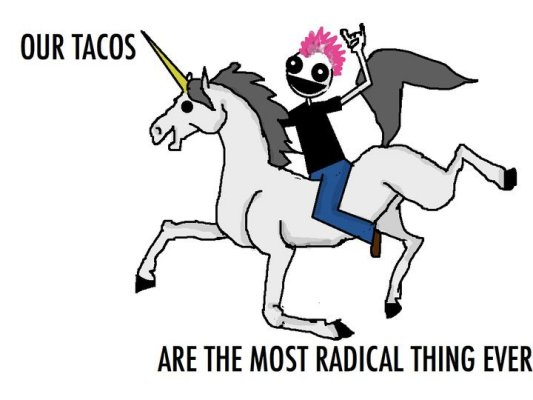 OUR TACOS
ARE THE MOST RADICAL THING EVER